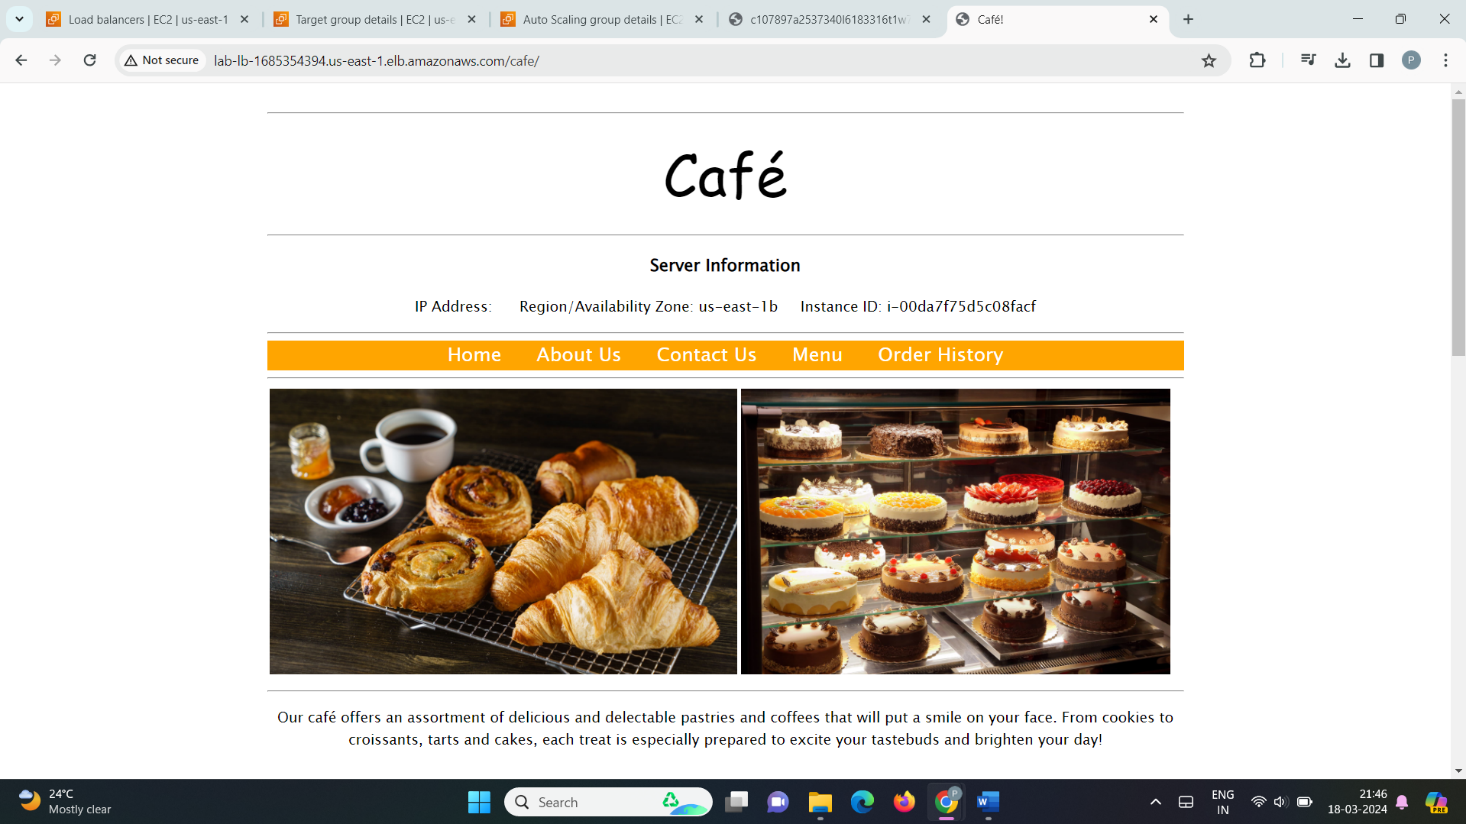 Load balancers | EC2 | us-east-1
Target group details | EC2 | us-e
Auto Scaling group details | EC2
c107897a2537340l6183316t1w7
Café!
Not secure
lab-lb-1685354394.us-east-1.elb.amazonaws.com/cafe/
P
Café
Server Information
IP Address: Region/Availability Zone: us-east-1b Instance ID: i-00da7f75d5c08facf
Home About Us Contact Us Menu Order History
Our café offers an assortment of delicious and delectable pastries and coffees that will put a smile on your face. From cookies to
croissants, tarts and cakes, each treat is especially prepared to excite your tastebuds and brighten your day!
24°C
Mostly clear
Search
P
W
ENG
IN
21:46
18-03-2024
PRE